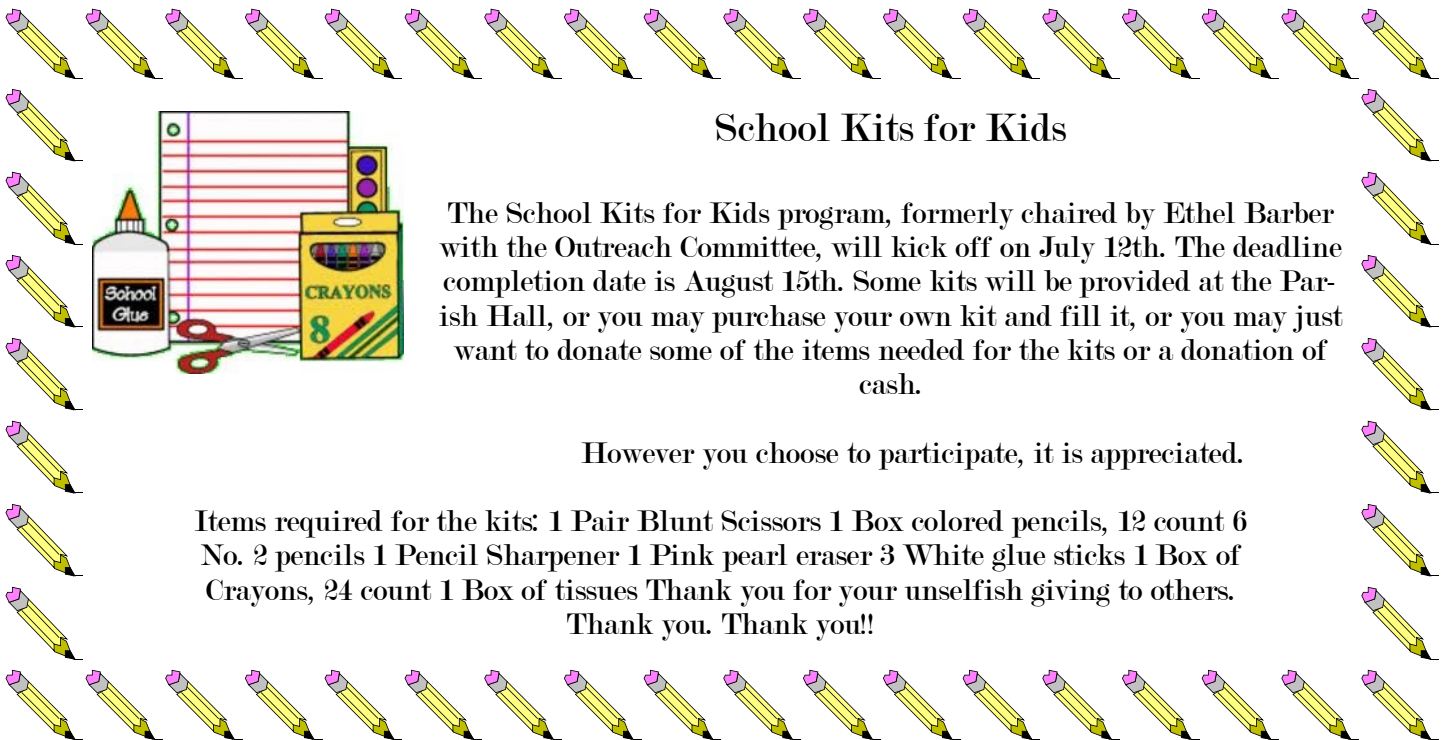 School Kits for Kids
The School Kits for Kids program, formerly chaired by Ethel Barber
with the Outreach Committee, will kick off on July 12th. The deadline
completion date is August 15th. Some kits will be provided at the Par-
ish Hall, or you may purchase your own kit and fill it, or you may just
want to donate some of the items needed for the kits or a donation of
cash.
However you choose to participate, it is appreciated.
School
Glue
CRAYONS
8
Items required for the kits: 1 Pair Blunt Scissors 1 Box colored pencils, 12 count 6
No. 2 pencils 1 Pencil Sharpener 1 Pink pearl eraser 3 White glue sticks 1 Box of
Crayons, 24 count 1 Box of tissues Thank you for your unselfish giving to others.
Thank you. Thank you!!